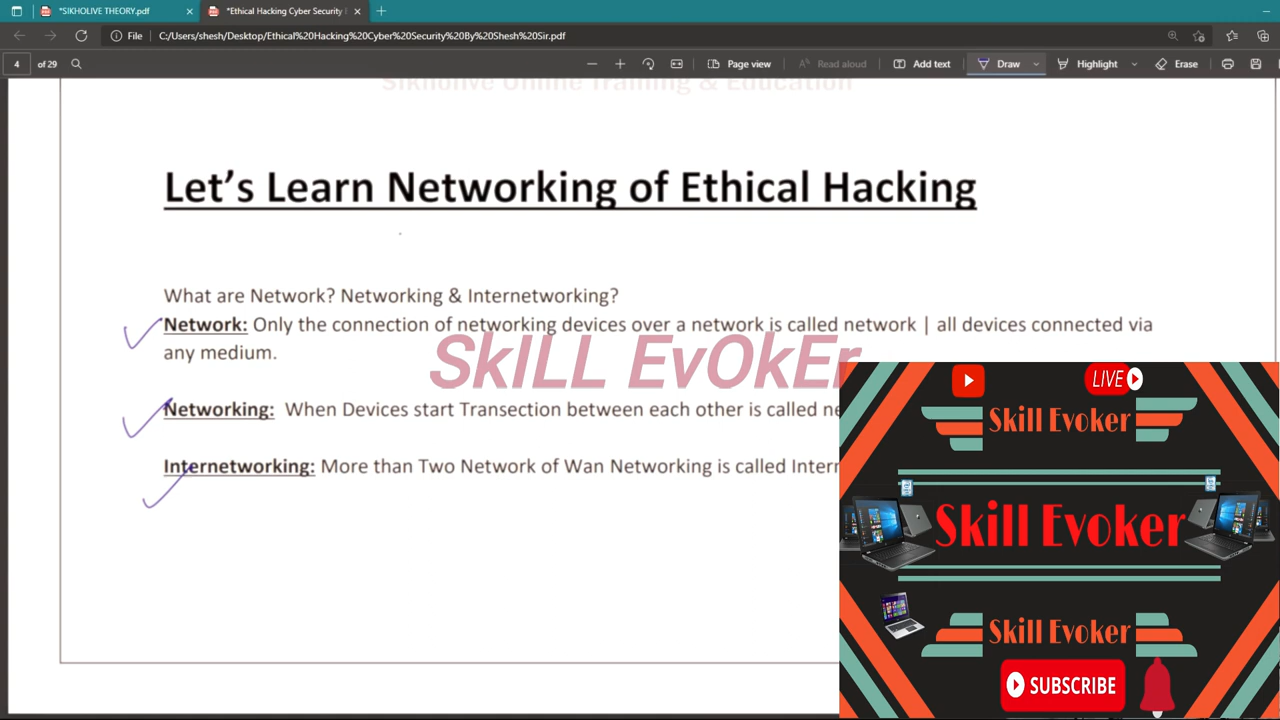 *SIKHOLIVE THEORY.pdf
*Ethical Hacking Cyber Security
File
C:/Users/shesh/Desktop/Ethical%20Hacking%20Cyber%20Security%20By%20Shesh%20Sir.pdf
4 of 29
Page view
Read aloud
Add text
Draw
Highlight
Erase
Sikholive Online Training & Education
Let's Learn Networking of Ethical Hacking
What are Network? Networking & Internetworking?
Network: Only the connection of networking devices over a network is called network | all devices connected via
any medium.
SkILL EvOkEr
Networking: When Devices start Transection between each other is called
Internetworking: More than Two Network of Wan Networking is called
LIVE
Skill Evoker
Skill Evoker
Skill Evoker
SUBSCRIBE